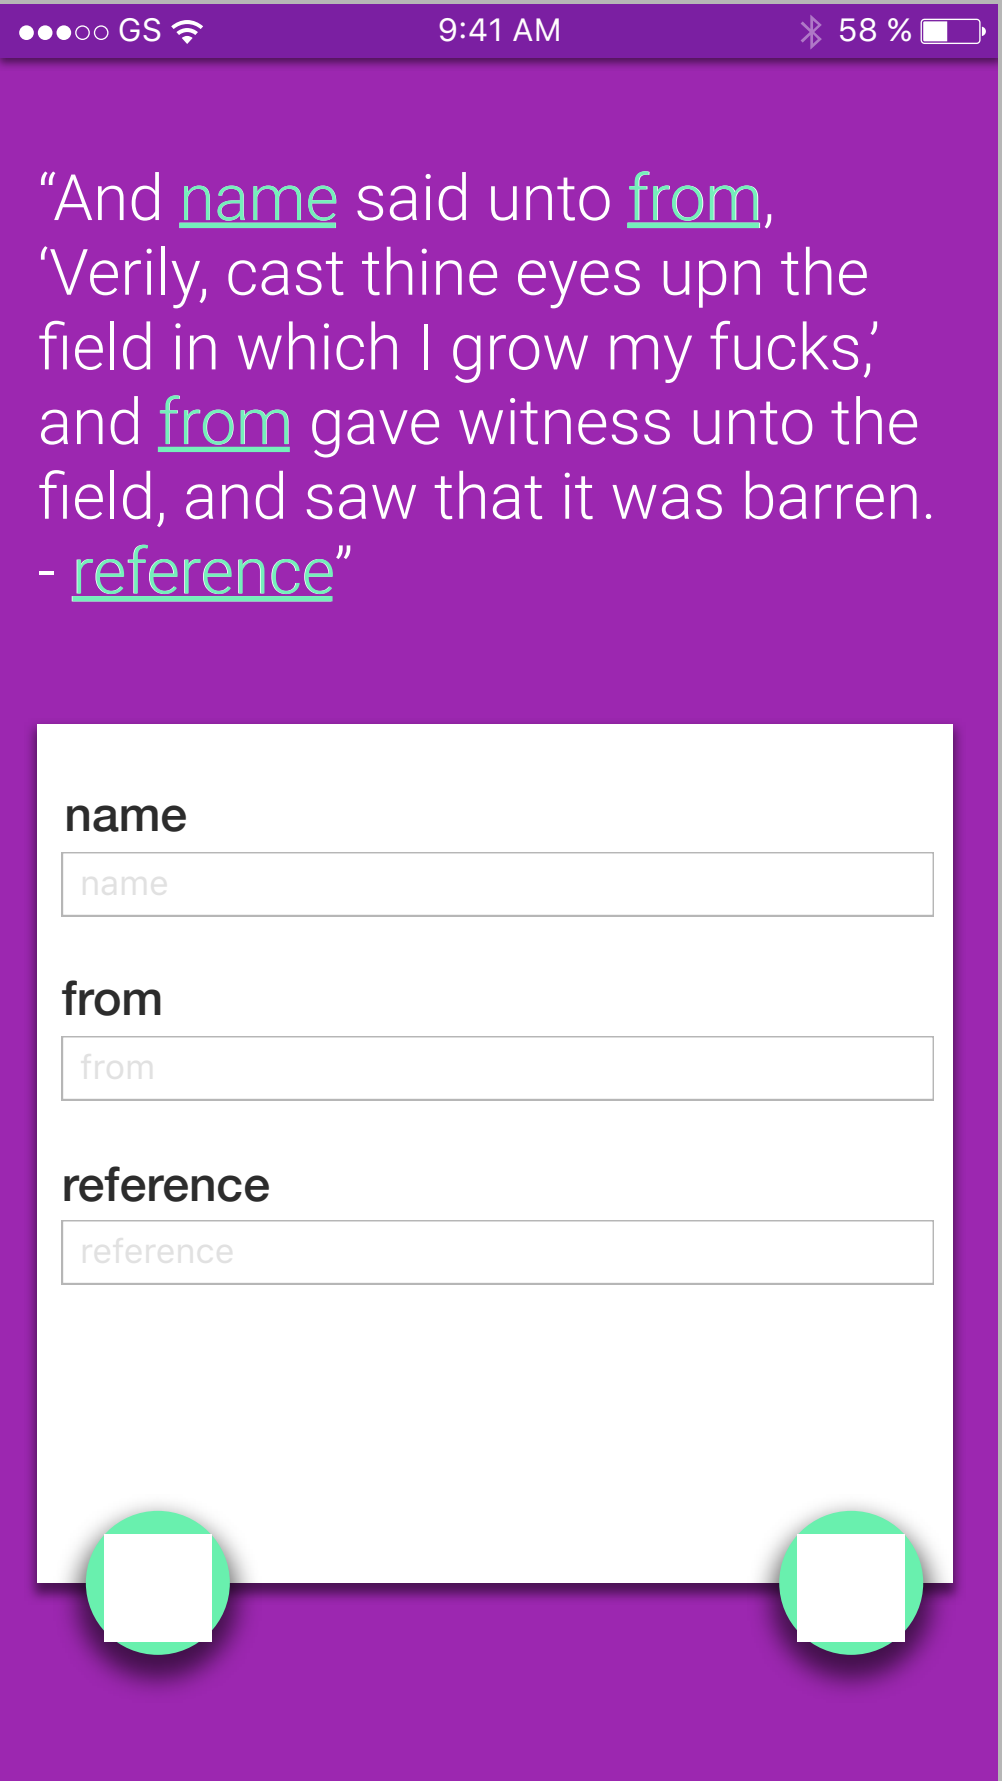 GS 9:41 AM 58 %
“And name said unto from,
‘Verily, cast thine eyes upn the
field in which I grow my fucks,’
and from gave witness unto the
field, and saw that it was barren.
- reference”
name
name
from
from
reference
reference